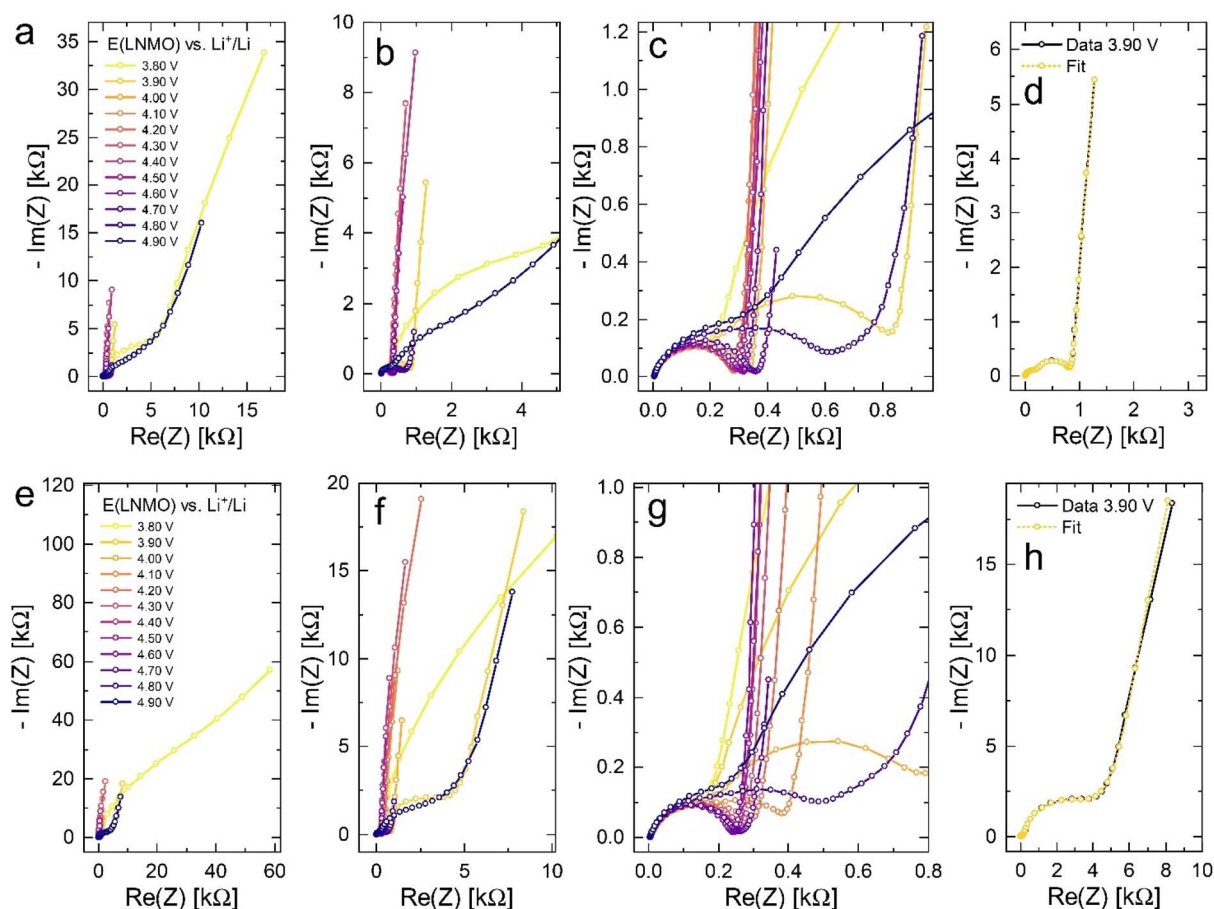 a
E(LNMO) vs. Li⁺/Li
3.80 V
3.90 V
4.00 V
4.10 V
4.20 V
4.30 V
4.40 V
4.50 V
4.60 V
4.70 V
4.80 V
4.90 V
35
30
25
20
15
10
5
0
- Im(Z) [kΩ]
0 5 10 15
Re(Z) [kΩ]
b
10
8
6
4
2
0
- Im(Z) [kΩ]
0 2 4
Re(Z) [kΩ]
c
1.2
1.0
0.8
0.6
0.4
0.2
0.0
- Im(Z) [kΩ]
0.0 0.2 0.4 0.6 0.8
Re(Z) [kΩ]
d
Data 3.90 V
Fit
6
5
4
3
2
1
0
- Im(Z) [kΩ]
0 1 2 3
Re(Z) [kΩ]
e
E(LNMO) vs. Li⁺/Li
3.80 V
3.90 V
4.00 V
4.10 V
4.20 V
4.30 V
4.40 V
4.50 V
4.60 V
4.70 V
4.80 V
4.90 V
120
100
80
60
40
20
0
- Im(Z) [kΩ]
0 20 40 60
Re(Z) [kΩ]
f
20
15
10
5
0
- Im(Z) [kΩ]
0 5 10
Re(Z) [kΩ]
g
1.0
0.8
0.6
0.4
0.2
0.0
- Im(Z) [kΩ]
0.0 0.2 0.4 0.6 0.8
Re(Z) [kΩ]
h
Data 3.90 V
Fit
15
10
5
0
- Im(Z) [kΩ]
0 2 4 6 8 10
Re(Z) [kΩ]